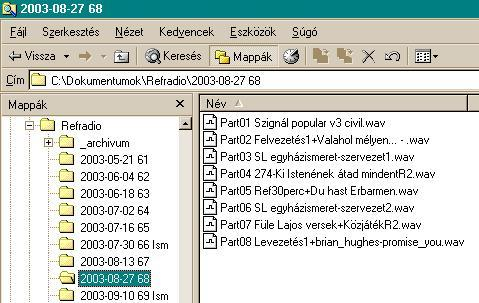 2003-08-27 68
Fájl Szerkesztés Nézet Kedvencek Eszközök Súgó
Vissza Keresés Mappák
Cím C:\Dokumentumok\Refradio\2003-08-27 68
Mappák
Név
Refradio
_archivum
2003-05-21 61
2003-06-04 62
2003-06-18 63
2003-07-02 64
2003-07-16 65
2003-07-30 66 Ism
2003-08-13 67
2003-08-27 68
2003-09-10 69 Ism
Part01 Szignál popular v3 civil.wav
Part02 Felvezetés1+Valahol mélyen... - .wav
Part03 SL egyházismeret-szervezet1.wav
Part04 274-Ki Istenének átad mindentR2.wav
Part05 Ref30perc+Du hast Erbarmen.wav
Part06 SL egyházismeret-szervezet2.wav
Part07 Füle Lajos versek+KözjátékR2.wav
Part08 Levezetés1+brian_hughes-promise_you.wav